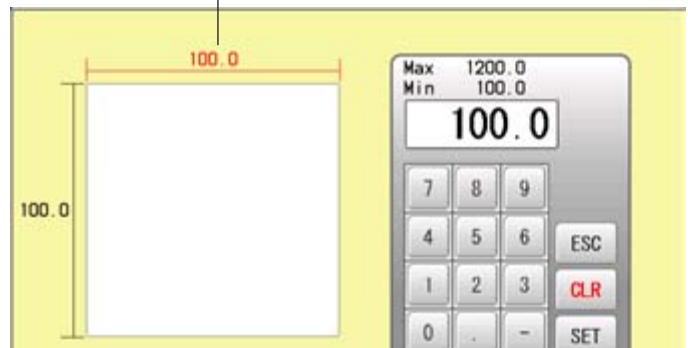 100.0
100.0
Max 1200.0
Min 100.0
100.0
7 8 9
4 5 6 ESC
1 2 3 CLR
0 . - SET